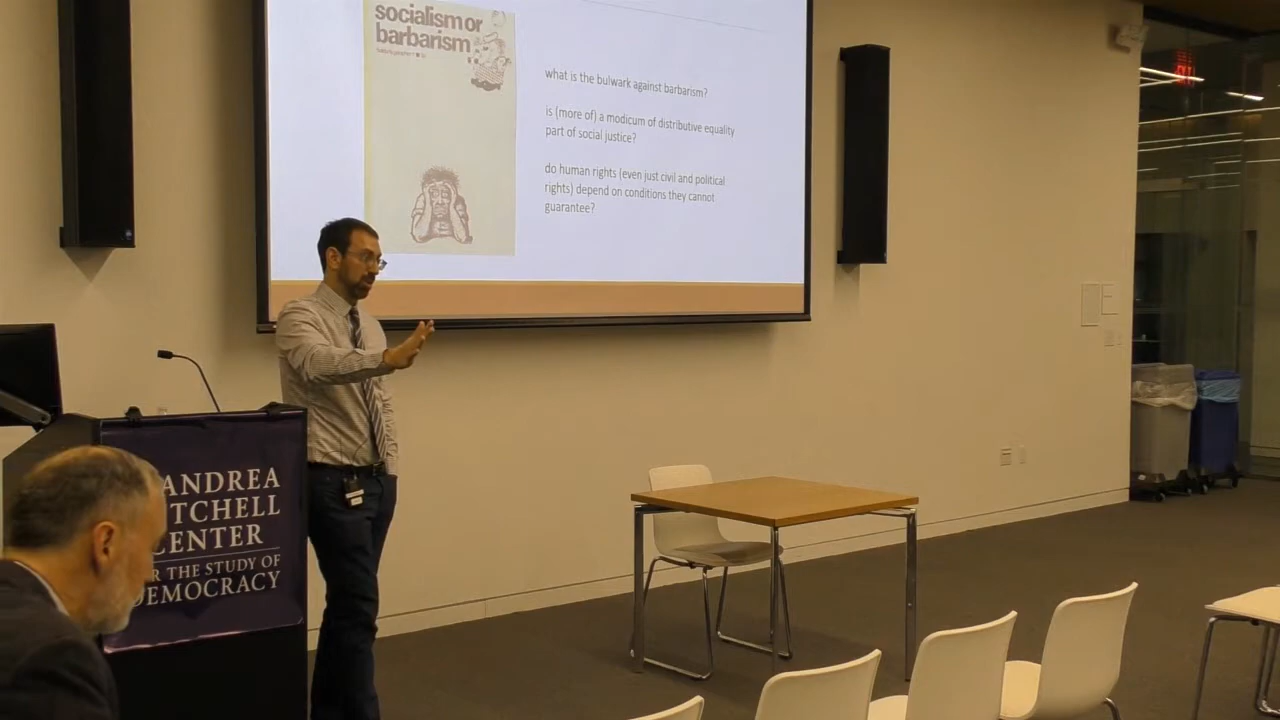 socialism or
barbarism
what is the bulwark against barbarism?
is (more of) a modicum of distributive equality
part of social justice?
do human rights (even just civil and political
rights) depend on conditions they cannot
guarantee?
ANDREA
TCHELL
CENTER
R THE STUDY OF
DEMOCRACY